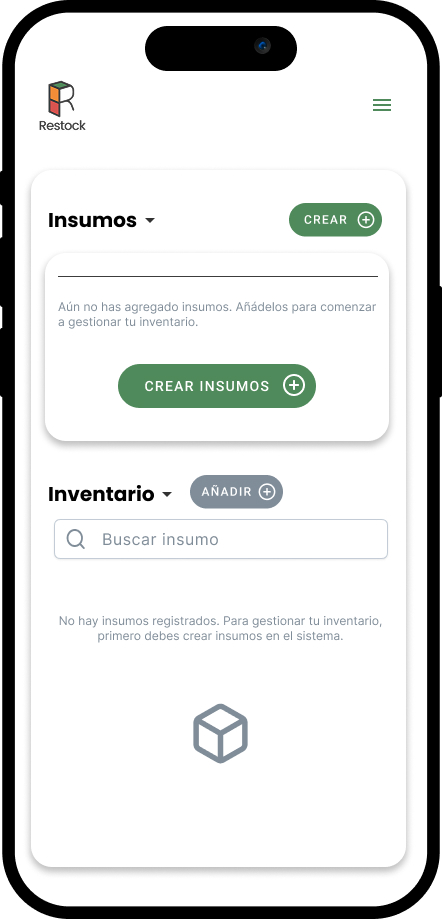 Restock
Insumos
CREAR
Aún no has agregado insumos. Añádelos para comenzar
a gestionar tu inventario.
CREAR INSUMOS
Inventario
AÑADIR
Buscar insumo
No hay insumos registrados. Para gestionar tu inventario,
primero debes crear insumos en el sistema.